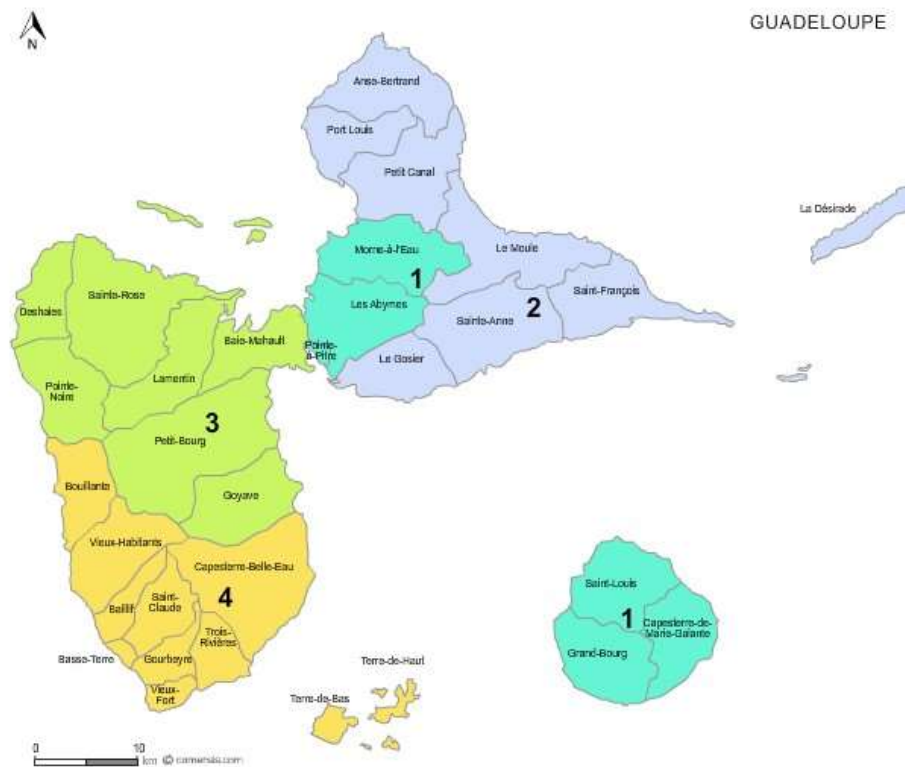 N
GUADELOUPE
Anse-Bertrand
Port Louis
Petit Canal
La Désirade
Morne-à-l'Eau
1
Le Moule
Saint-François
Les Abymes
2
Sainte-Anne
Pointe-
à-Pitre
Le Gosier
Sainte-Rose
Deshaies
Baie-Mahault
Lamentin
Pointe-
Noire
3
Petit-Bourg
Goyave
Bouillante
Vieux-Habitants
Capesterre-Belle-Eau
4
Saint-
Claude
Baillif
Trois-
Rivières
Basse-Terre
Gourbeyre
Vieux-
Fort
Terre-de-Haut
Terre-de-Bas
Saint-Louis
1
Capesterre-de-
Marie-Galante
Grand-Bourg
0
10
km © comersis.com